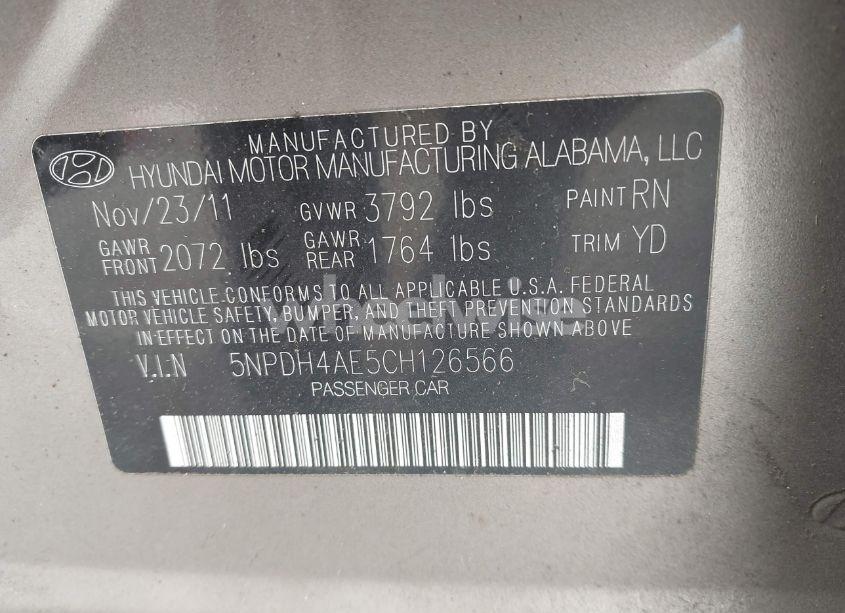 MANUFACTURED BY
HYUNDAI MOTOR MANUFACTURING ALABAMA, LLC
Nov/23/11 GVWR 3792 lbs PAINT RN
GAWR FRONT 2072 lbs GAWR REAR 1764 lbs TRIM YD
THIS VEHICLE CONFORMS TO ALL APPLICABLE U.S.A. FEDERAL
MOTOR VEHICLE SAFETY, BUMPER, AND THEFT PREVENTION STANDARDS
IN EFFECT ON THE DATE OF MANUFACTURE SHOWN ABOVE
V.I.N 5NPDH4AE5CH126566
PASSENGER CAR
wheelwise